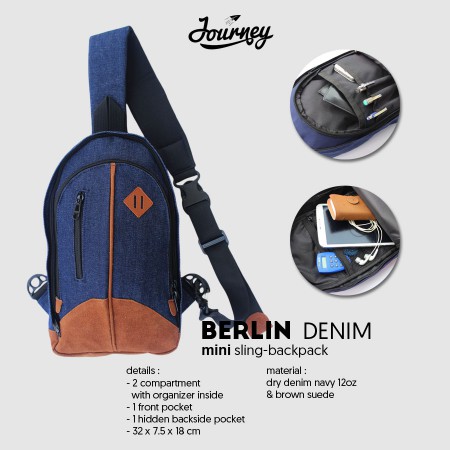 Journey
BERLIN DENIM
mini sling-backpack
details :
- 2 compartment
with organizer inside
- 1 front pocket
- 1 hidden backside pocket
- 32 x 7.5 x 18 cm
material :
dry denim navy 12oz
& brown suede